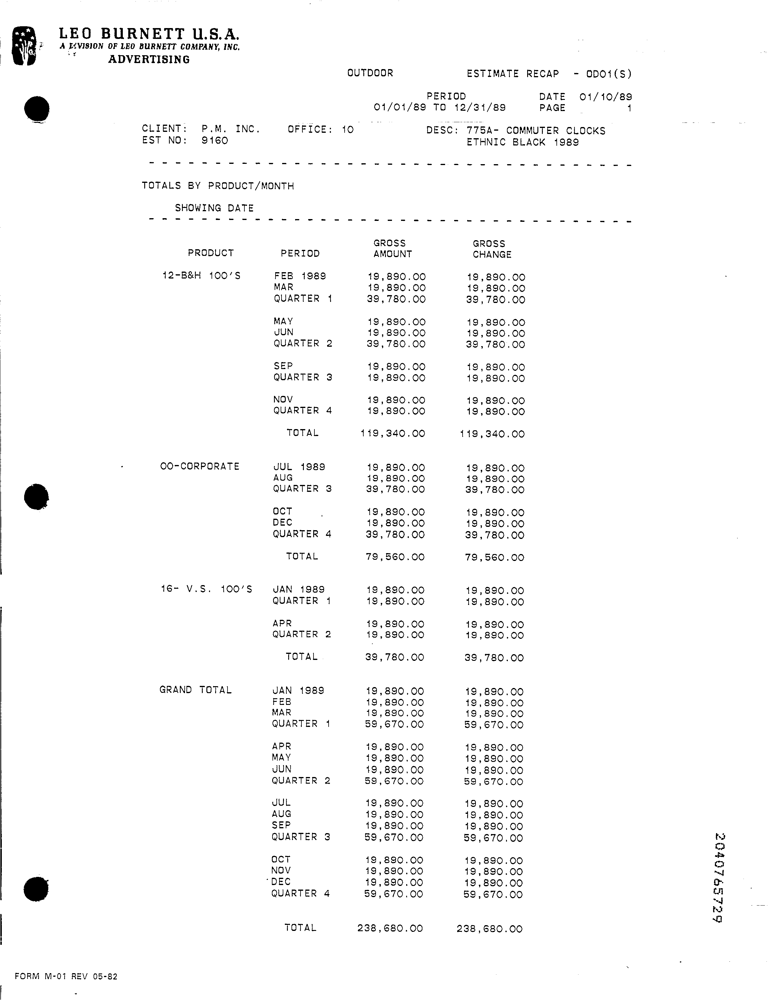 LEO BURNETT U.S.A.
A DIVISION OF LEO BURNETT COMPANY, INC.
ADVERTISING
OUTDOOR ESTIMATE RECAP - OD01(S)
PERIOD DATE 01/10/89
01/01/89 TO 12/31/89 PAGE 1
CLIENT: P.M. INC. OFFICE: 10 DESC: 775A- COMMUTER CLOCKS
EST NO: 9160 ETHNIC BLACK 1989
- - - - - - - - - - - - - - - - - - - - - - - - - - - - - - - - - - - - -
TOTALS BY PRODUCT/MONTH
SHOWING DATE
- - - - - - - - - - - - - - - - - - - - - - - - - - - - - - - - - - - - -
GROSS GROSS
PRODUCT PERIOD AMOUNT CHANGE
12-B&H 100'S FEB 1989 19,890.00 19,890.00
MAR 19,890.00 19,890.00
QUARTER 1 39,780.00 39,780.00
MAY 19,890.00 19,890.00
JUN 19,890.00 19,890.00
QUARTER 2 39,780.00 39,780.00
SEP 19,890.00 19,890.00
QUARTER 3 19,890.00 19,890.00
NOV 19,890.00 19,890.00
QUARTER 4 19,890.00 19,890.00
TOTAL 119,340.00 119,340.00
00-CORPORATE JUL 1989 19,890.00 19,890.00
AUG 19,890.00 19,890.00
QUARTER 3 39,780.00 39,780.00
OCT 19,890.00 19,890.00
DEC 19,890.00 19,890.00
QUARTER 4 39,780.00 39,780.00
TOTAL 79,560.00 79,560.00
16- V.S. 100'S JAN 1989 19,890.00 19,890.00
QUARTER 1 19,890.00 19,890.00
APR 19,890.00 19,890.00
QUARTER 2 19,890.00 19,890.00
TOTAL 39,780.00 39,780.00
GRAND TOTAL JAN 1989 19,890.00 19,890.00
FEB 19,890.00 19,890.00
MAR 19,890.00 19,890.00
QUARTER 1 59,670.00 59,670.00
APR 19,890.00 19,890.00
MAY 19,890.00 19,890.00
JUN 19,890.00 19,890.00
QUARTER 2 59,670.00 59,670.00
JUL 19,890.00 19,890.00
AUG 19,890.00 19,890.00
SEP 19,890.00 19,890.00
QUARTER 3 59,670.00 59,670.00
OCT 19,890.00 19,890.00
NOV 19,890.00 19,890.00
DEC 19,890.00 19,890.00
QUARTER 4 59,670.00 59,670.00
TOTAL 238,680.00 238,680.00
2040765729
FORM M-01 REV 05-82